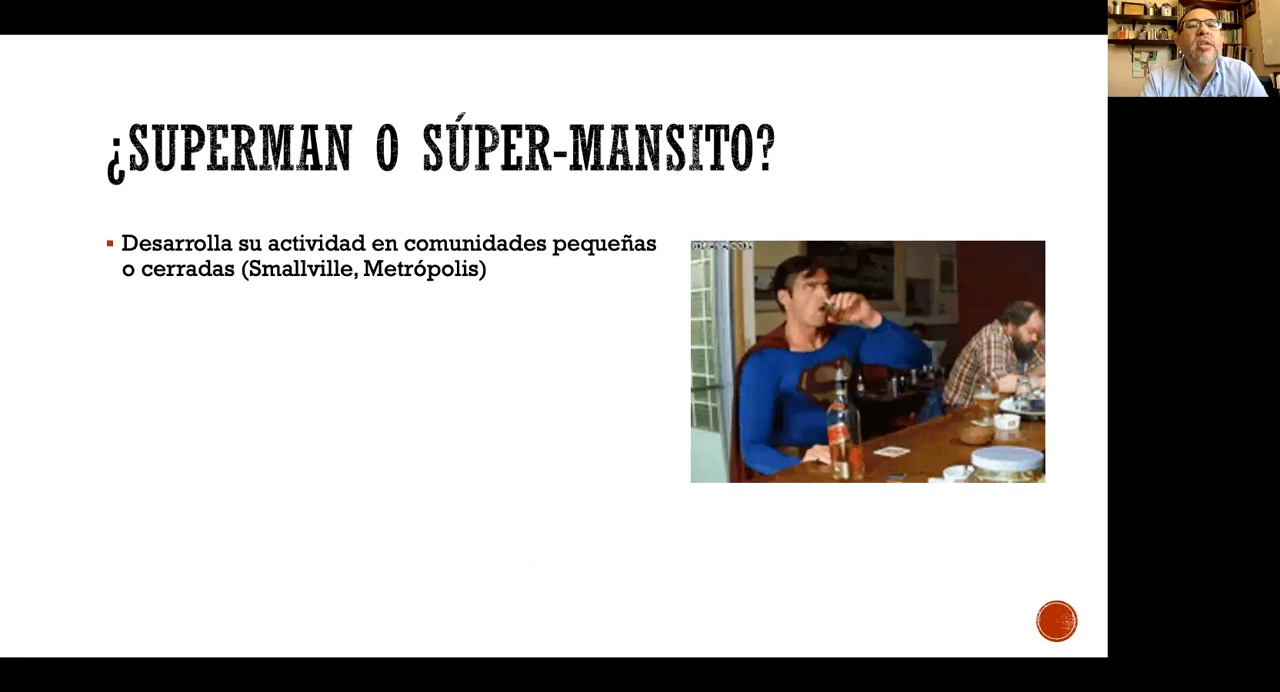 ¿SUPERMAN O SÚPER-MANSITO?
Desarrolla su actividad en comunidades pequeñas
o cerradas (Smallville, Metrópolis)